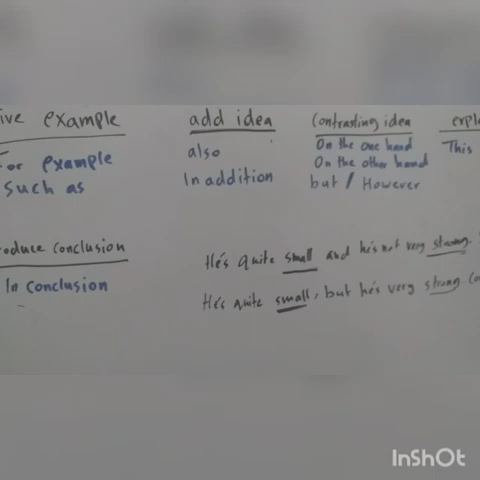 ive example
add idea
Contrasting idea
expla
For example
such as
also
In addition
On the one hand
On the other hand
but / However
This
oduce conclusion
In conclusion
He's quite small and he's not very strong.
He's quite small, but he's very strong.
InShOt